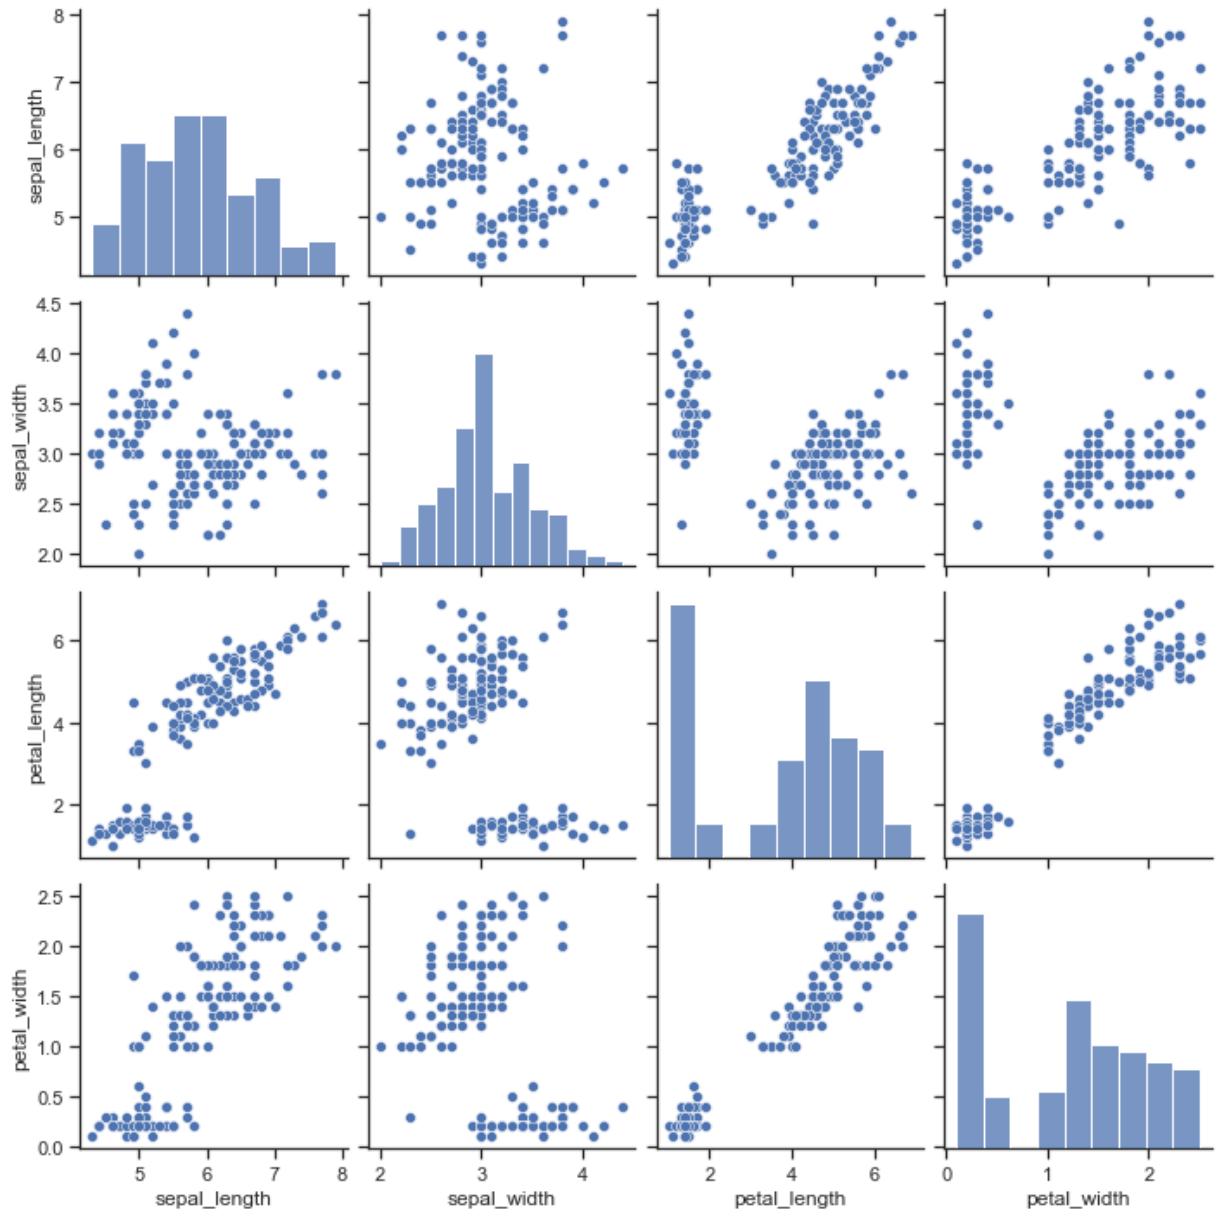 sepal_length
8
7
6
5
sepal_width
4.5
4.0
3.5
3.0
2.5
2.0
petal_length
6
4
2
petal_width
2.5
2.0
1.5
1.0
0.5
0.0
5 6 7 8 9
2 3 4
2 4 6
0 1 2
sepal_length sepal_width petal_length petal_width